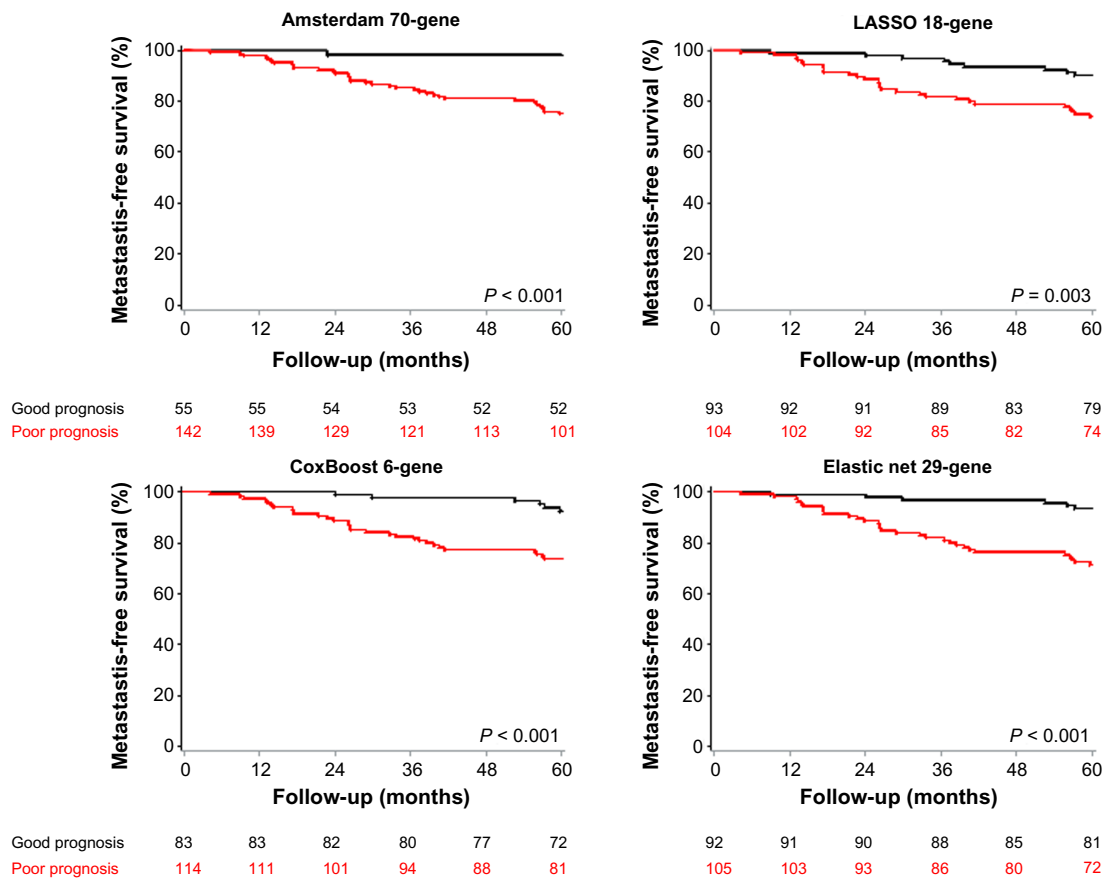 Amsterdam 70-gene
Metastastis-free survival (%)
100
80
60
40
20
0
P < 0.001
0 12 24 36 48 60
Follow-up (months)
LASSO 18-gene
Metastastis-free survival (%)
100
80
60
40
20
0
P = 0.003
0 12 24 36 48 60
Follow-up (months)
Good prognosis 55 55 54 53 52 52 93 92 91 89 83 79
Poor prognosis 142 139 129 121 113 101 104 102 92 85 82 74
CoxBoost 6-gene
Metastastis-free survival (%)
100
80
60
40
20
0
P < 0.001
0 12 24 36 48 60
Follow-up (months)
Elastic net 29-gene
Metastastis-free survival (%)
100
80
60
40
20
0
P < 0.001
0 12 24 36 48 60
Follow-up (months)
Good prognosis 83 83 82 80 77 72 92 91 90 88 85 81
Poor prognosis 114 111 101 94 88 81 105 103 93 86 80 72